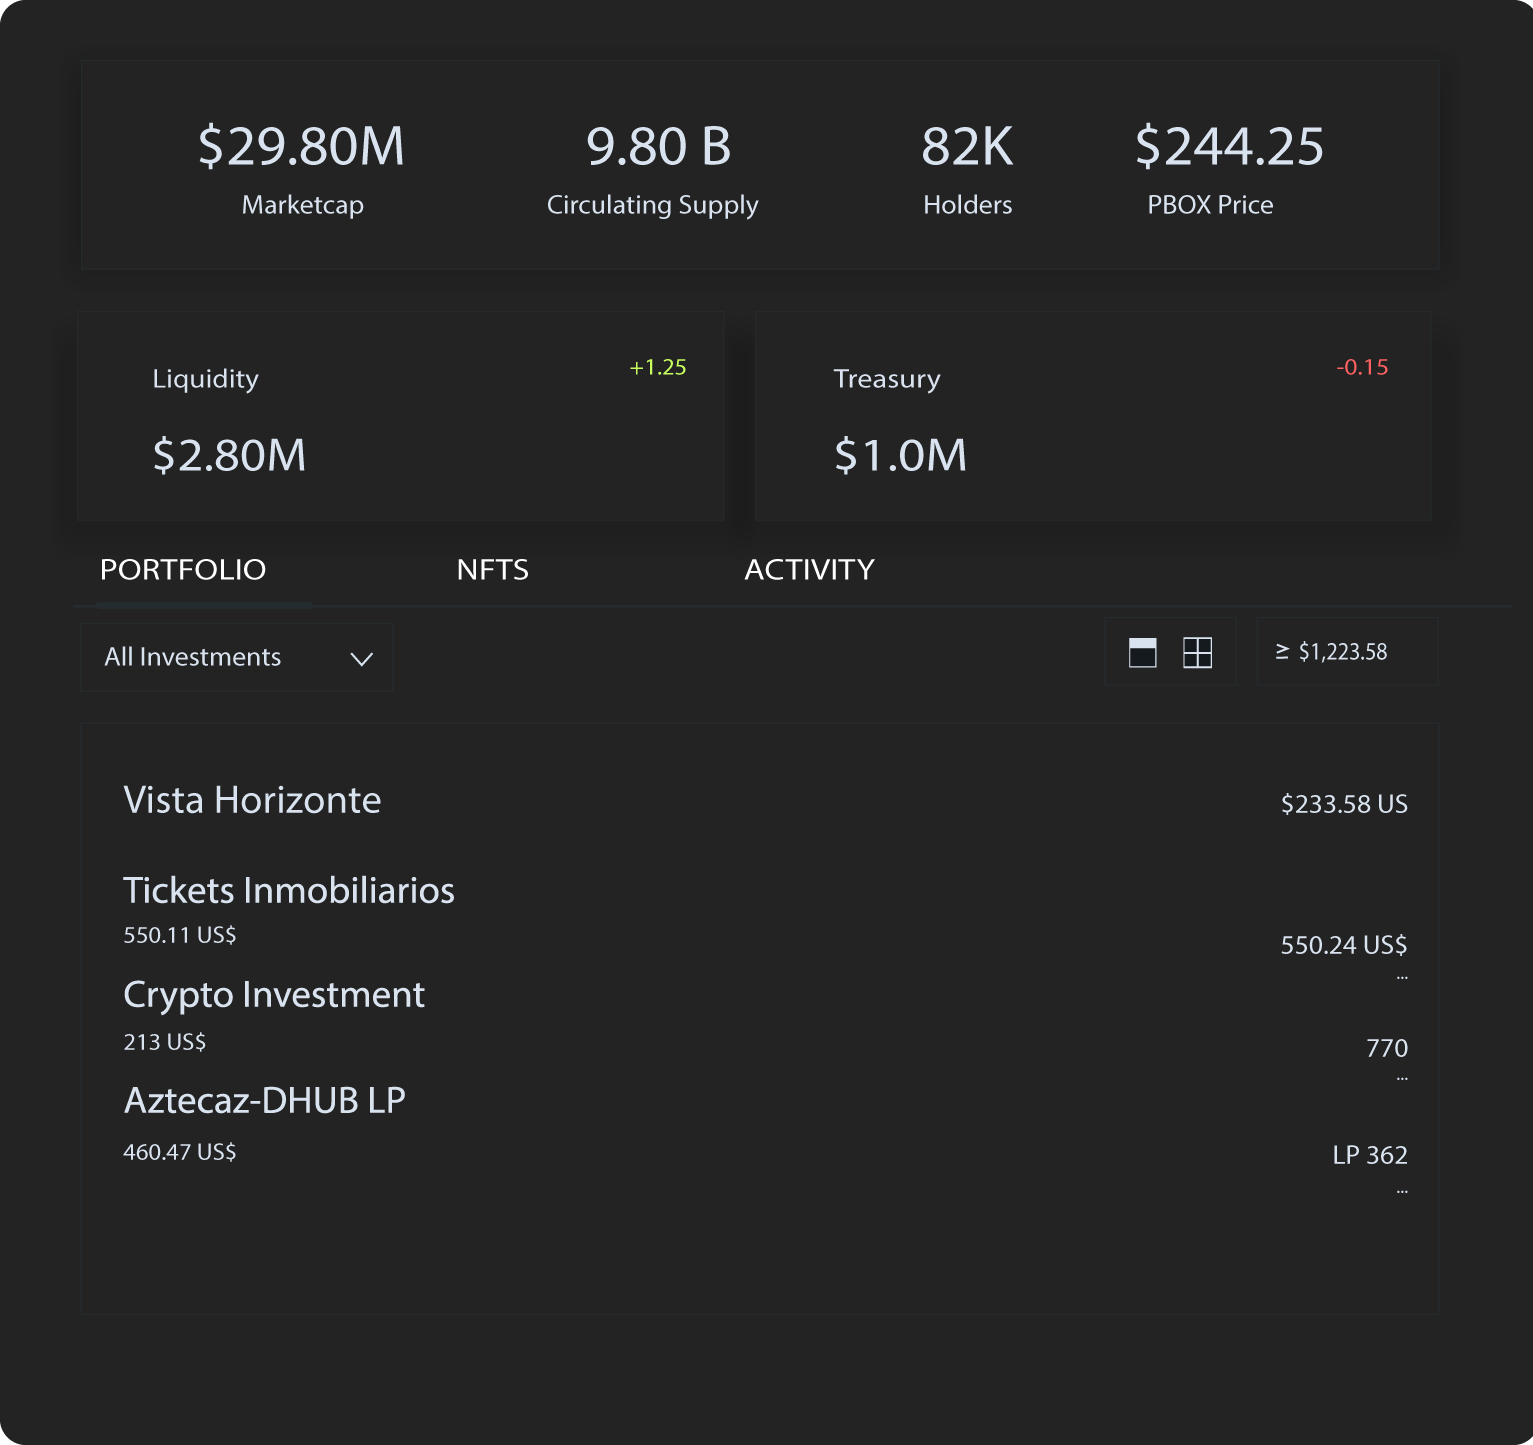 $29.80M
Marketcap
9.80 B
Circulating Supply
82K
Holders
$244.25
PBOX Price
Liquidity
+1.25
$2.80M
Treasury
-0.15
$1.0M
PORTFOLIO NFTS ACTIVITY
All Investments
≥ $1,223.58
Vista Horizonte
$233.58 US
Tickets Inmobiliarios
550.11 US$
550.24 US$
...
Crypto Investment
213 US$
770
...
Aztecaz-DHUB LP
460.47 US$
LP 362
...